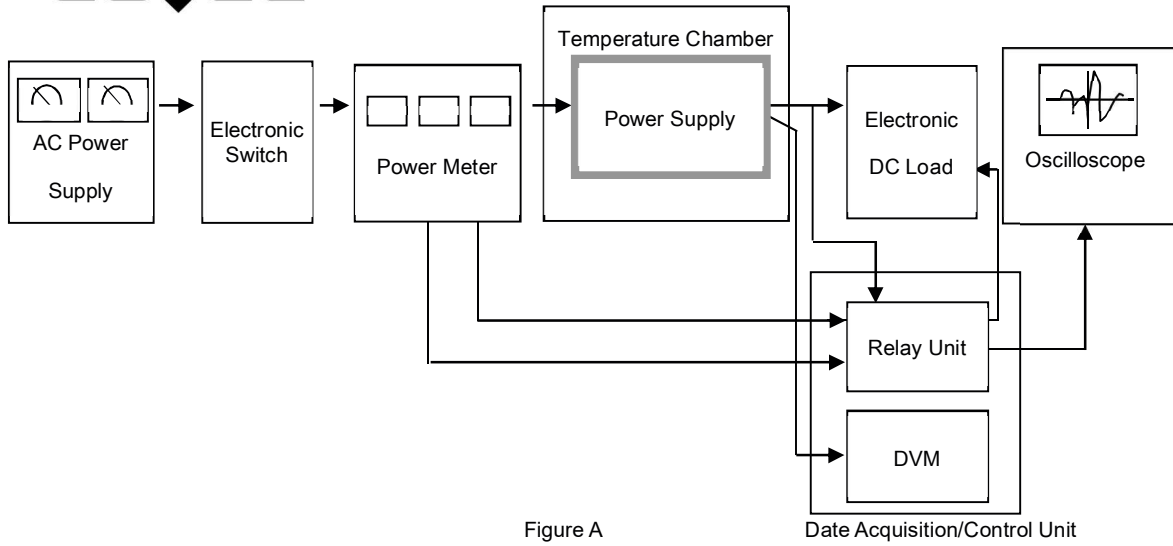 Temperature Chamber
AC Power
Supply
Electronic
Switch
Power Meter
Power Supply
Electronic
DC Load
Oscilloscope
Relay Unit
DVM
Figure A
Date Acquisition/Control Unit